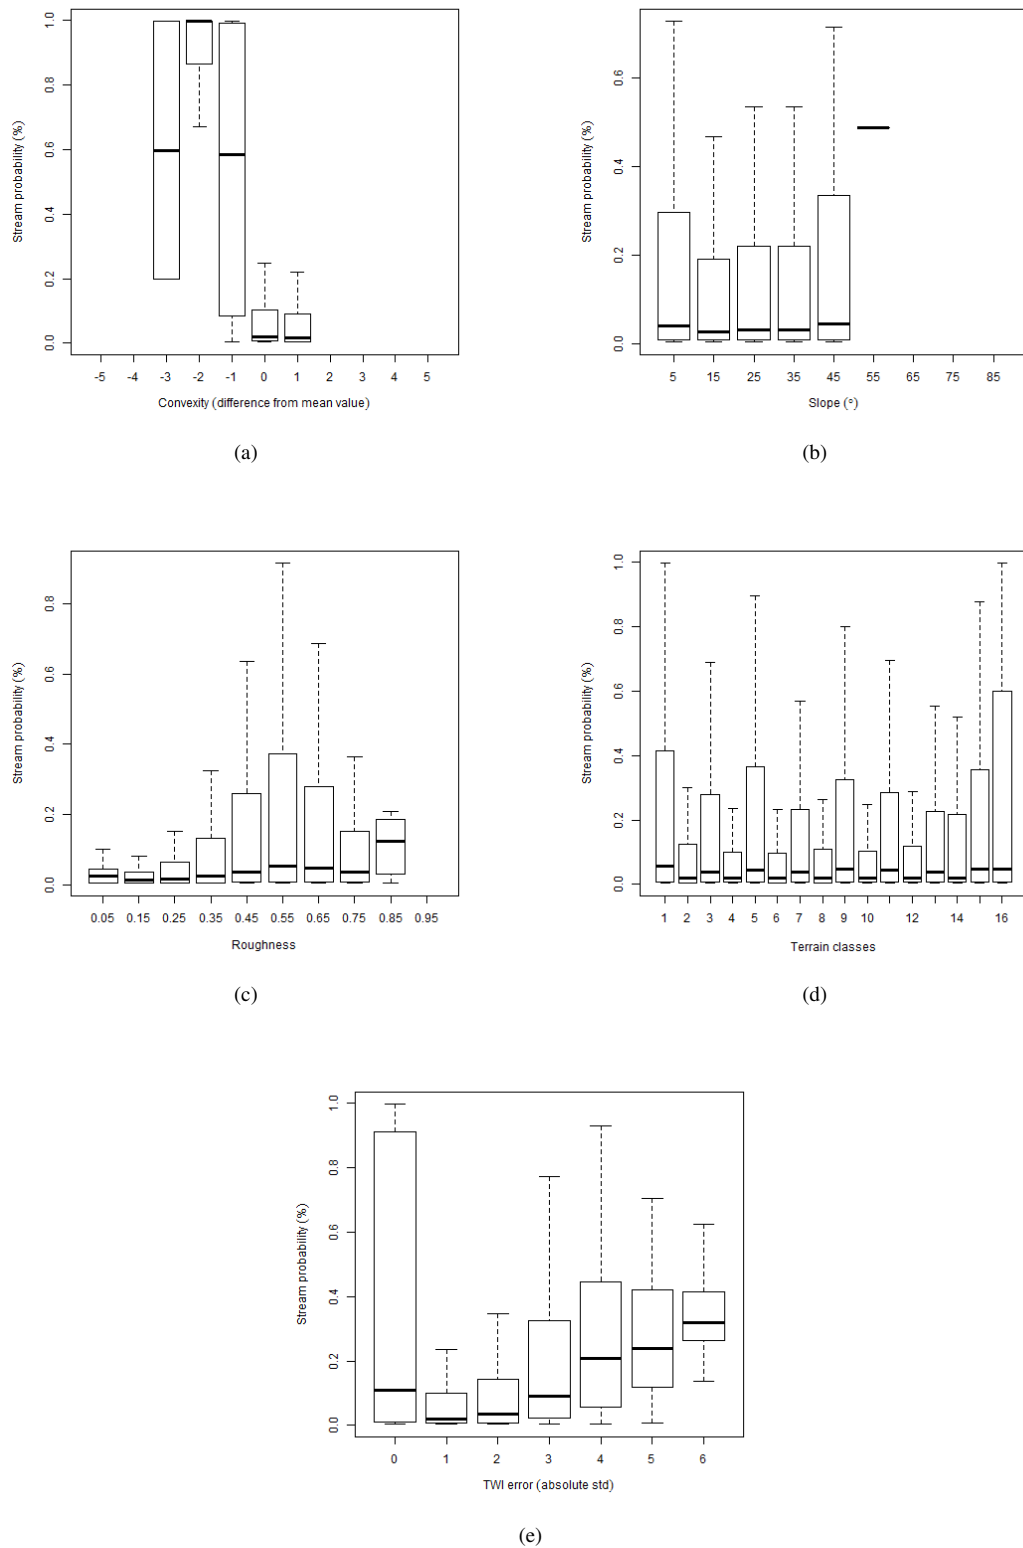 1.0
0.8
0.6
0.4
0.2
0.0
Stream probability (%)
-5 -4 -3 -2 -1 0 1 2 3 4 5
Convexity (difference from mean value)
(a)
0.6
0.4
0.2
0.0
Stream probability (%)
5 15 25 35 45 55 65 75 85
Slope (°)
(b)
0.8
0.6
0.4
0.2
0.0
Stream probability (%)
0.05 0.15 0.25 0.35 0.45 0.55 0.65 0.75 0.85 0.95
Roughness
(c)
1.0
0.8
0.6
0.4
0.2
0.0
Stream probability (%)
1 2 3 4 5 6 7 8 9 10 12 14 16
Terrain classes
(d)
1.0
0.8
0.6
0.4
0.2
0.0
Stream probability (%)
0 1 2 3 4 5 6
TWI error (absolute std)
(e)